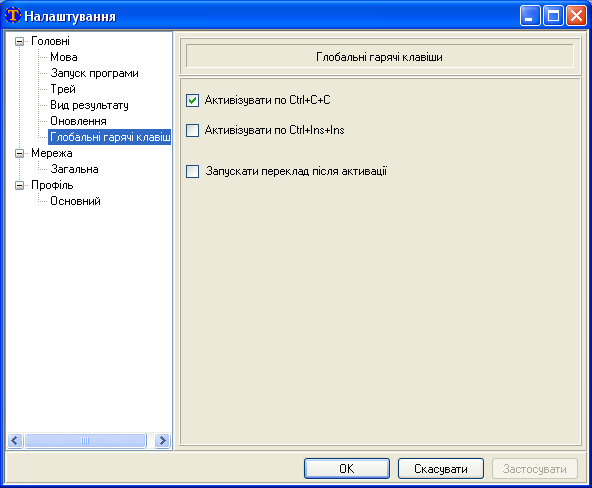 Налаштування
Головні
Мова
Запуск програми
Трей
Вид результату
Оновлення
Глобальні гарячі клавіш
Мережа
Загальна
Профіль
Основний
Глобальні гарячі клавіши
Активізувати по Ctrl+C+C
Активізувати по Ctrl+Ins+Ins
Запускати переклад після активації
OK
Скасувати
Застосувати